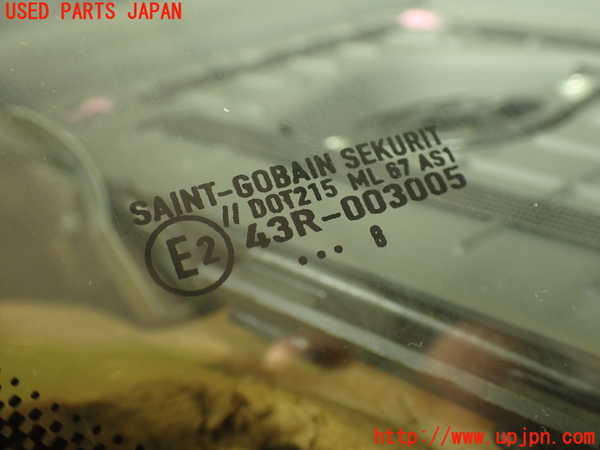 USED PARTS JAPAN
SAINT-GOBAIN SEKURIT
// DOT215 ML 67 AS1
E2 43R-003005
... 8
http://www.upjpn.com/